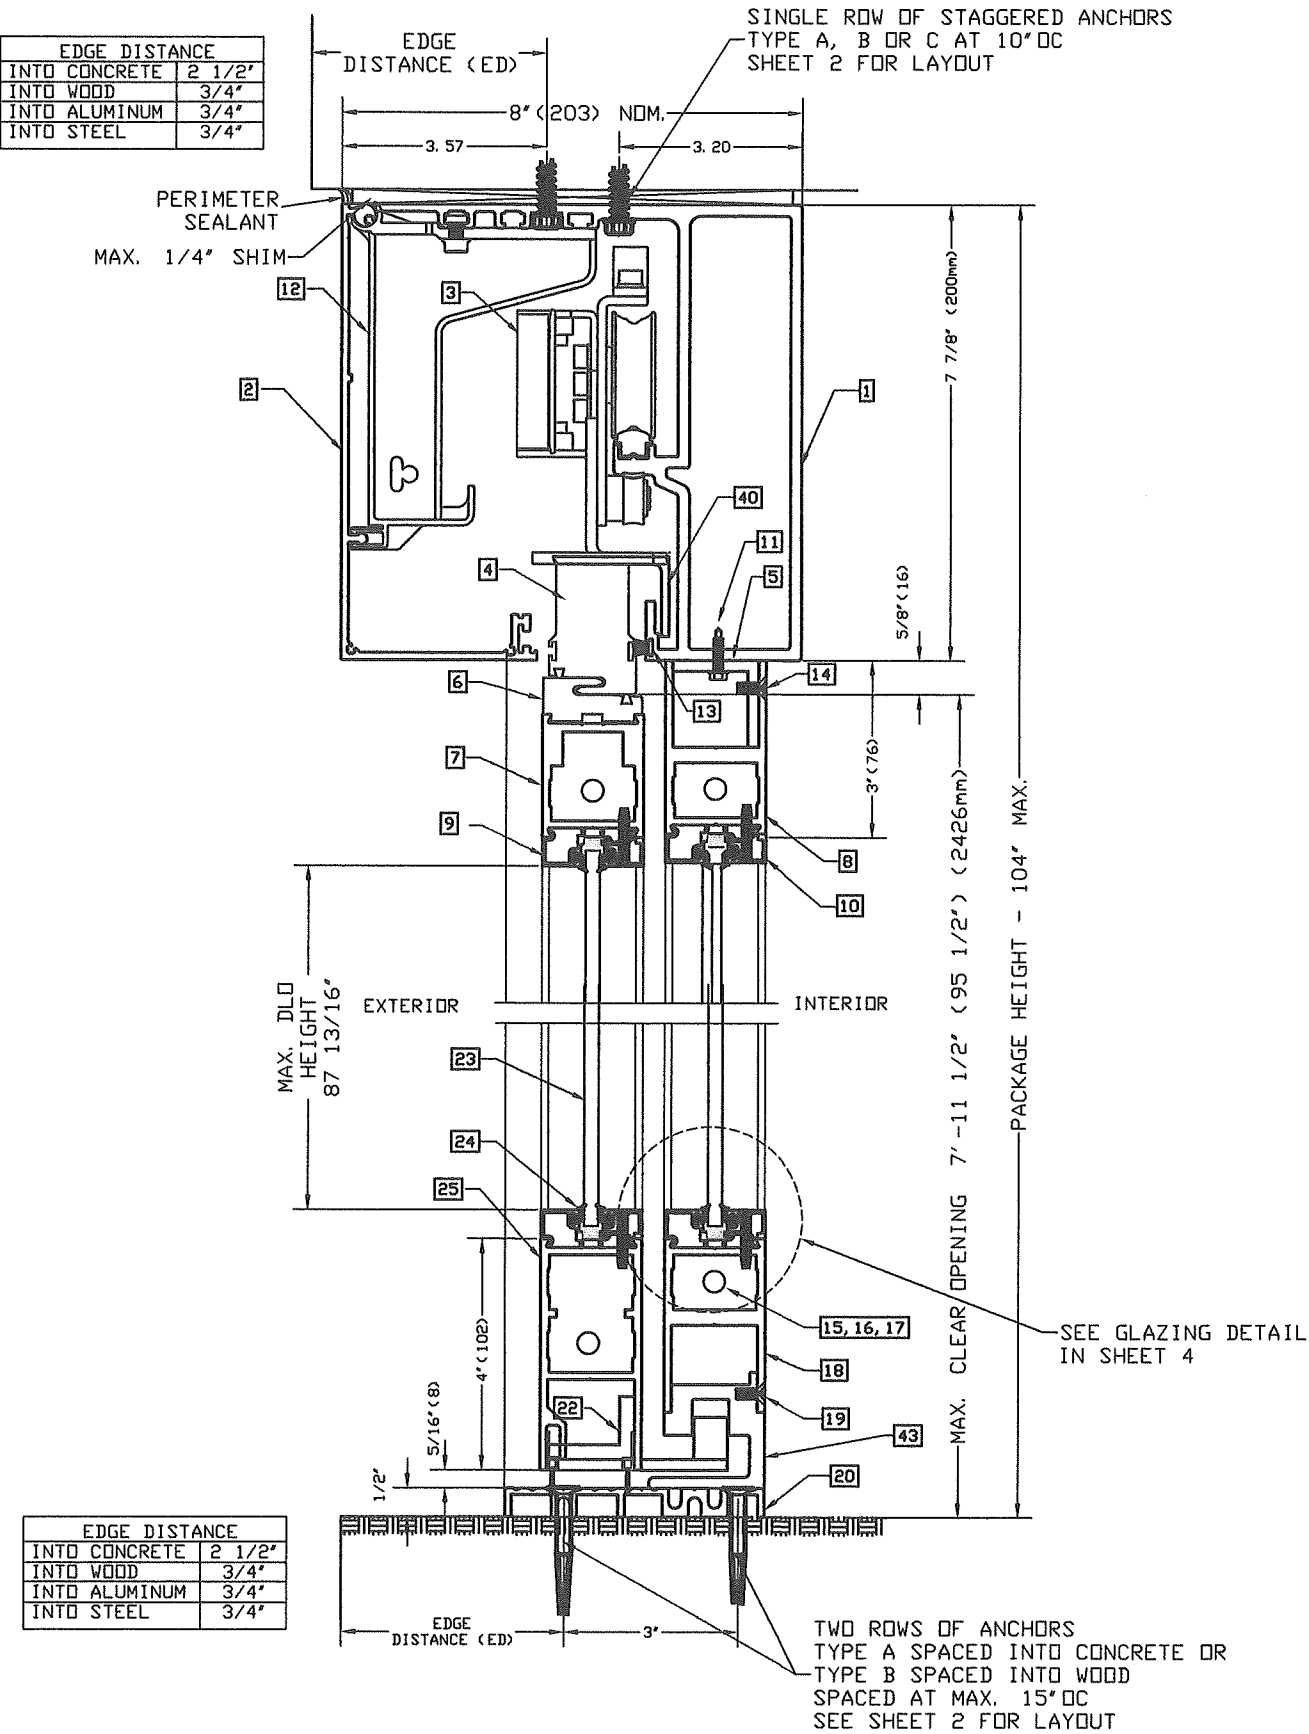 SINGLE ROW OF STAGGERED ANCHORS
TYPE A, B OR C AT 10" OC
SHEET 2 FOR LAYOUT
EDGE DISTANCE
INTO CONCRETE 2 1/2"
INTO WOOD 3/4"
INTO ALUMINUM 3/4"
INTO STEEL 3/4"
EDGE
DISTANCE (ED)
8" (203) NOM.
3.57
3.20
PERIMETER
SEALANT
MAX. 1/4" SHIM
12
3
2
1
7 7/8" (200mm)
40
11
4
5
5/8" (16)
14
6
13
7
3" (76)
9
8
10
MAX. DLO
HEIGHT
87 13/16"
EXTERIOR
INTERIOR
MAX. CLEAR OPENING 7'-11 1/2" (95 1/2") (2426mm)
PACKAGE HEIGHT - 104" MAX.
23
24
25
15, 16, 17
SEE GLAZING DETAIL
IN SHEET 4
4" (102)
18
22
19
5/16" (8)
43
1/2"
20
EDGE DISTANCE
INTO CONCRETE 2 1/2"
INTO WOOD 3/4"
INTO ALUMINUM 3/4"
INTO STEEL 3/4"
EDGE
DISTANCE (ED)
3"
TWO ROWS OF ANCHORS
TYPE A SPACED INTO CONCRETE OR
TYPE B SPACED INTO WOOD
SPACED AT MAX. 15" OC
SEE SHEET 2 FOR LAYOUT